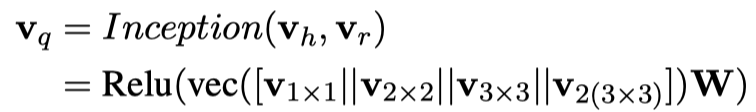 v_q = Inception(v_h, v_r)
= Relu(vec([v_{1×1}||v_{2×2}||v_{3×3}||v_{2(3×3)}])W)